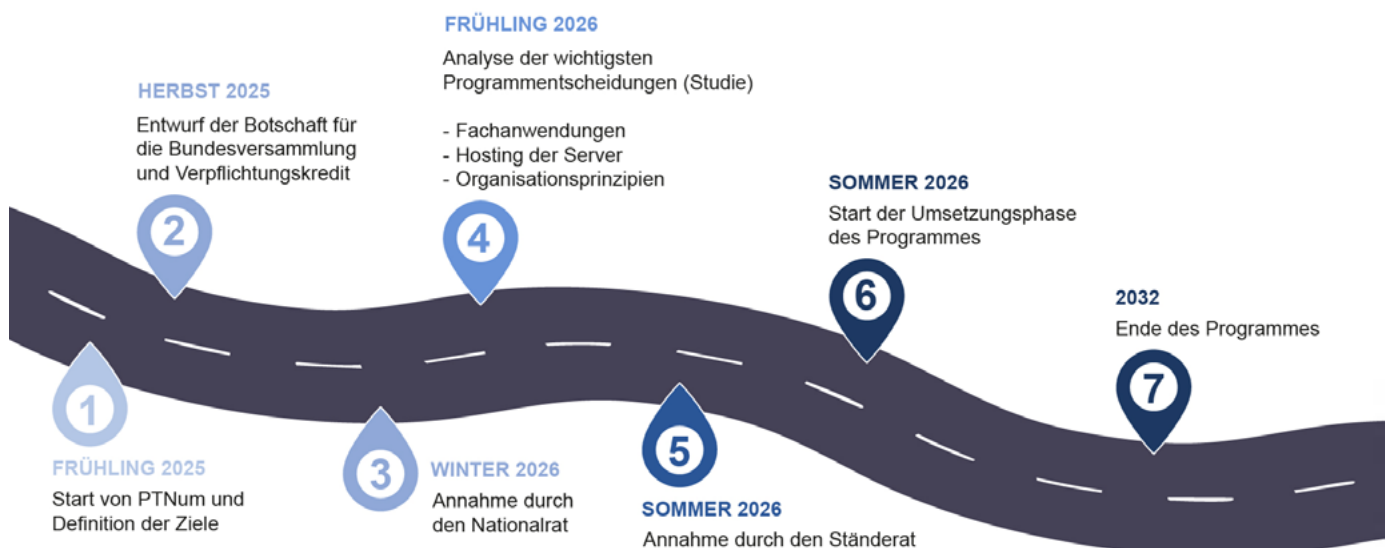 1
FRÜHLING 2025
Start von PTNum und
Definition der Ziele
HERBST 2025
Entwurf der Botschaft für
die Bundesversammlung
und Verpflichtungskredit
2
3
WINTER 2026
Annahme durch
den Nationalrat
FRÜHLING 2026
Analyse der wichtigsten
Programmentscheidungen (Studie)
- Fachanwendungen
- Hosting der Server
- Organisationsprinzipien
4
5
SOMMER 2026
Annahme durch den Ständerat
SOMMER 2026
Start der Umsetzungsphase
des Programmes
6
2032
Ende des Programmes
7